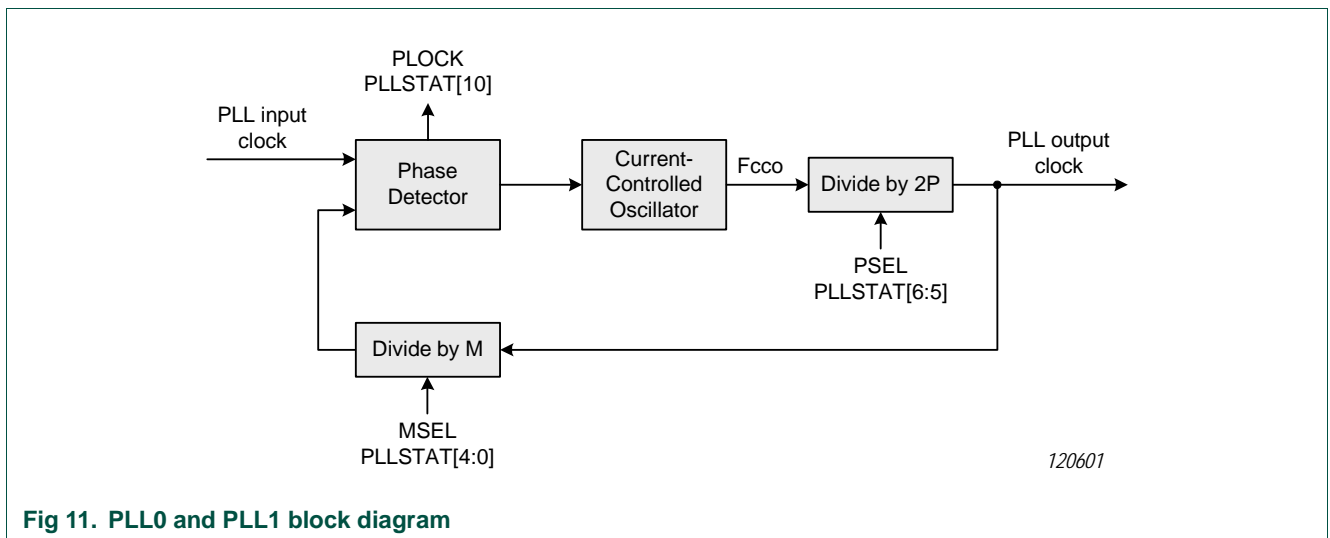 PLOCK
PLLSTAT[10]
PLL input
clock
Phase
Detector
Current-
Controlled
Oscillator
Fcco
Divide by 2P
PLL output
clock
PSEL
PLLSTAT[6:5]
Divide by M
MSEL
PLLSTAT[4:0]
120601
Fig 11. PLL0 and PLL1 block diagram